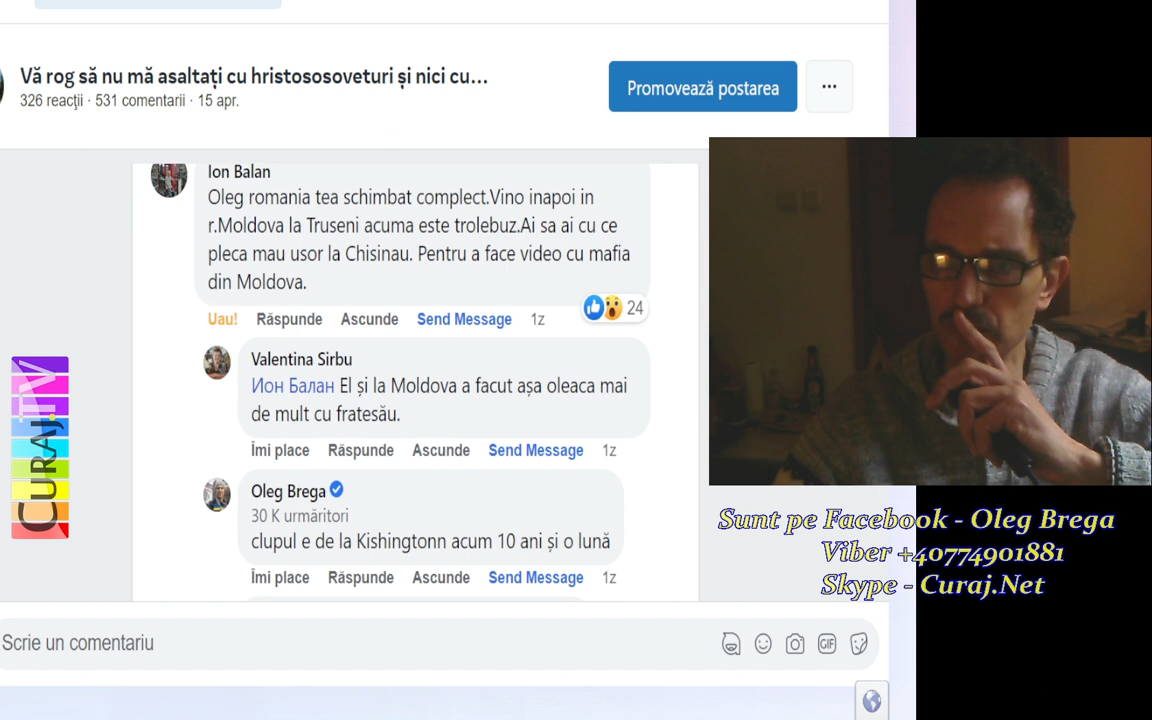 Vă rog să nu mă asaltați cu hristososoveturi și nici cu...
326 reacții · 531 comentarii · 15 apr.
Promovează postarea
Ion Balan
Oleg romania tea schimbat complect.Vino inapoi in
r.Moldova la Truseni acuma este trolebuz.Ai sa ai cu ce
pleca mau usor la Chisinau. Pentru a face video cu mafia
din Moldova.
24
Uau! Răspunde Ascunde Send Message 1z
Valentina Sirbu
Ион Балан El și la Moldova a facut așa oleaca mai
de mult cu fratesău.
Îmi place Răspunde Ascunde Send Message 1z
Oleg Brega
30 K urmăritori
clupul e de la Kishingtonn acum 10 ani și o lună
Îmi place Răspunde Ascunde Send Message 1z
Scrie un comentariu
GIF
CURAJ.TV
Sunt pe Facebook - Oleg Brega
Viber +40774901881
Skype - Curaj.Net